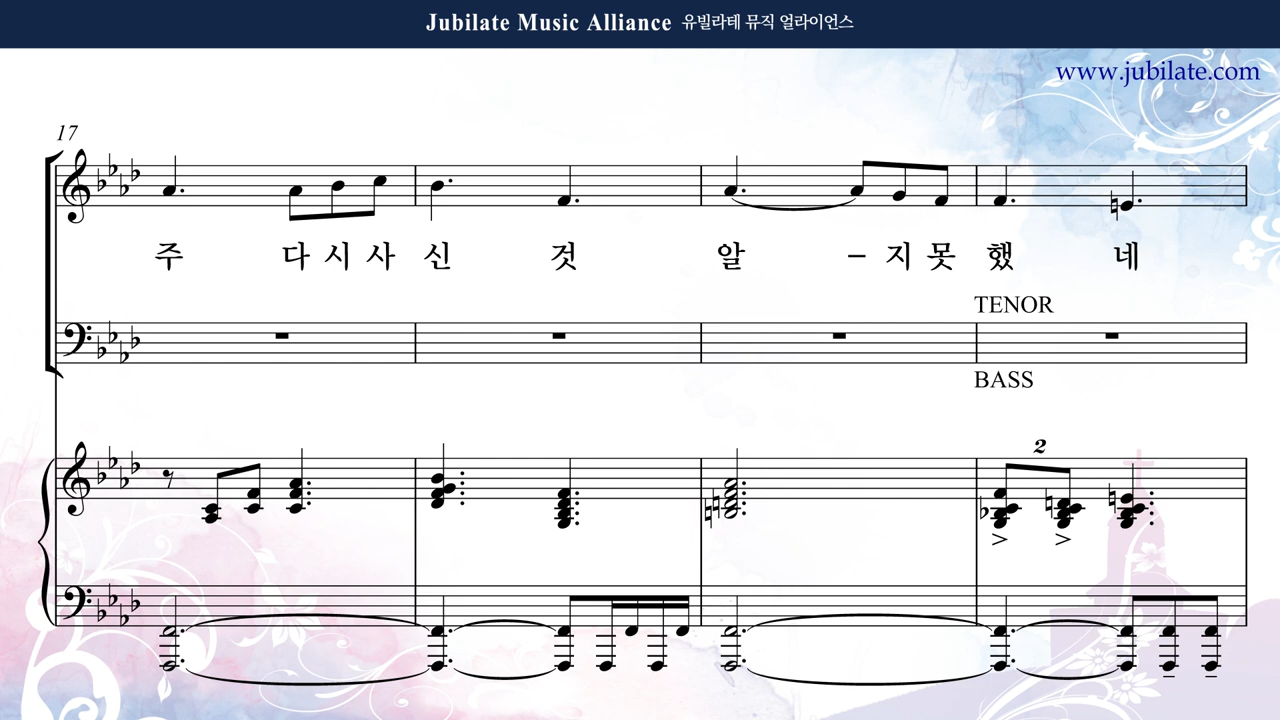 Jubilate Music Alliance 유빌라테 뮤직 얼라이언스
www.jubilate.com
17
주 다 시 사 신 것 알 – 지 못 했 네
TENOR
BASS
2